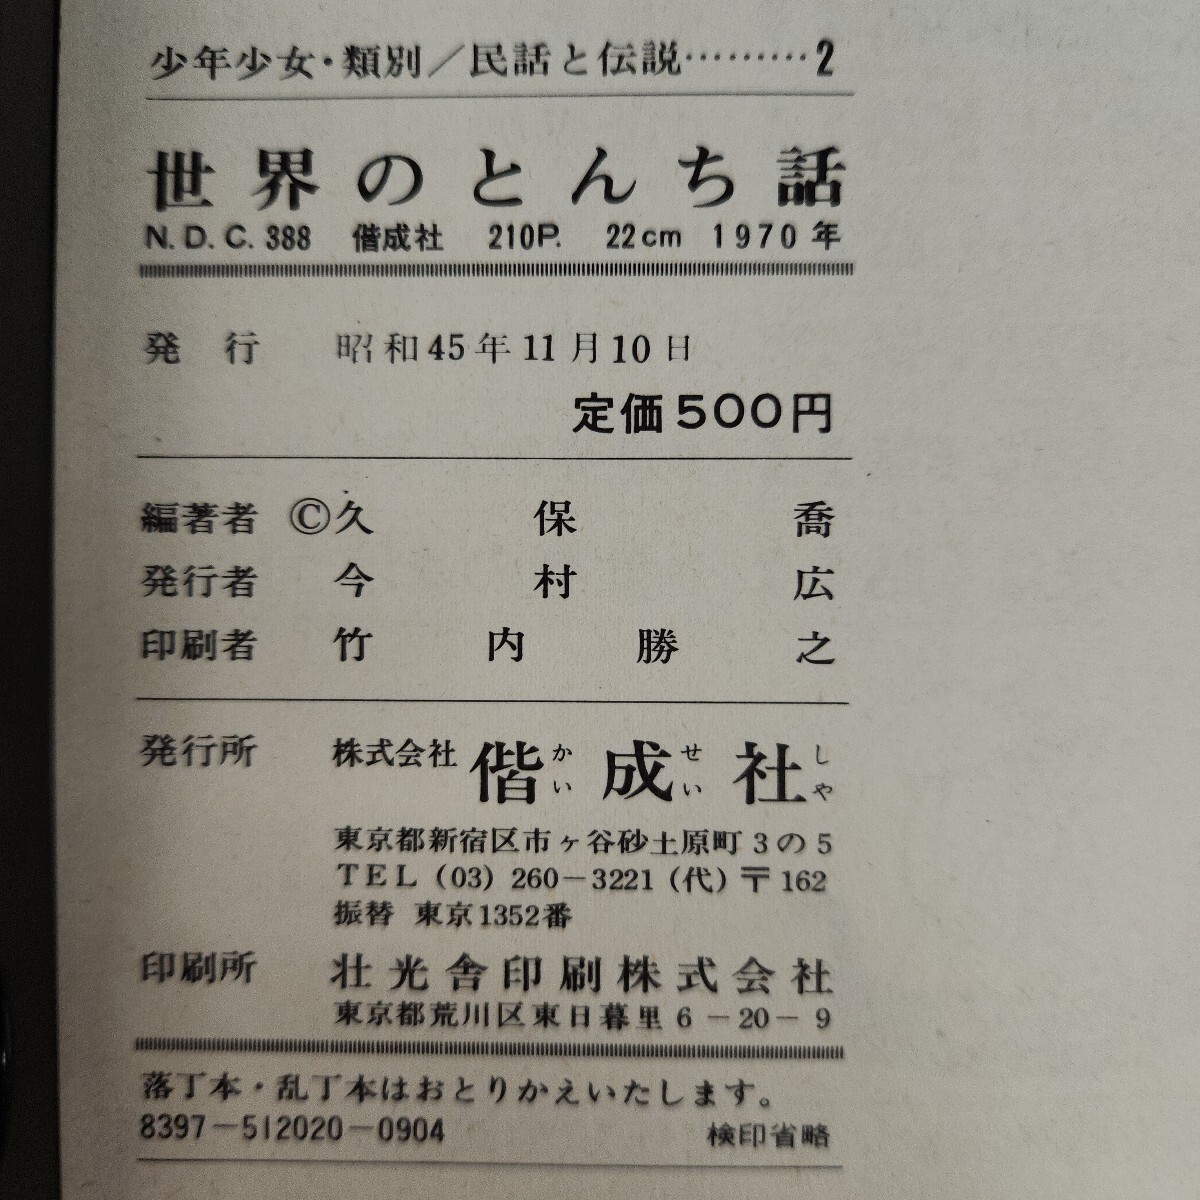 少年少女・類別／民話と伝説………2
世界のとんち話
N.D.C.388 偕成社 210P. 22cm 1970年
発行 昭和45年11月10日
定価500円
編著者 ©久保喬
発行者 今村広
印刷者 竹内勝之
発行所 株式会社 偕成社 かいせいしや
東京都新宿区市ヶ谷砂土原町3の5
TEL (03) 260－3221 (代) 〒162
振替 東京1352番
印刷所 壮光舎印刷株式会社
東京都荒川区東日暮里6－20－9
落丁本・乱丁本はおとりかえいたします。
8397－512020－0904 検印省略